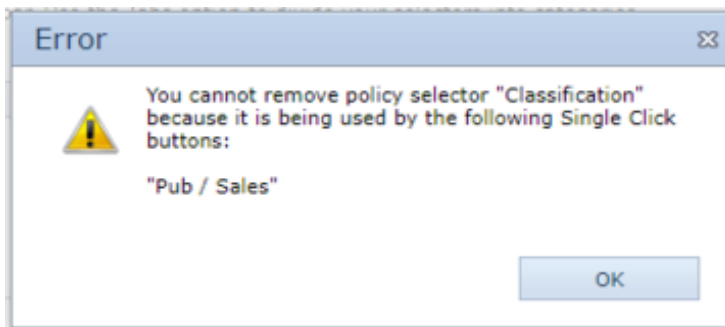 Error
You cannot remove policy selector "Classification"
because it is being used by the following Single Click
buttons:
"Pub / Sales"
OK